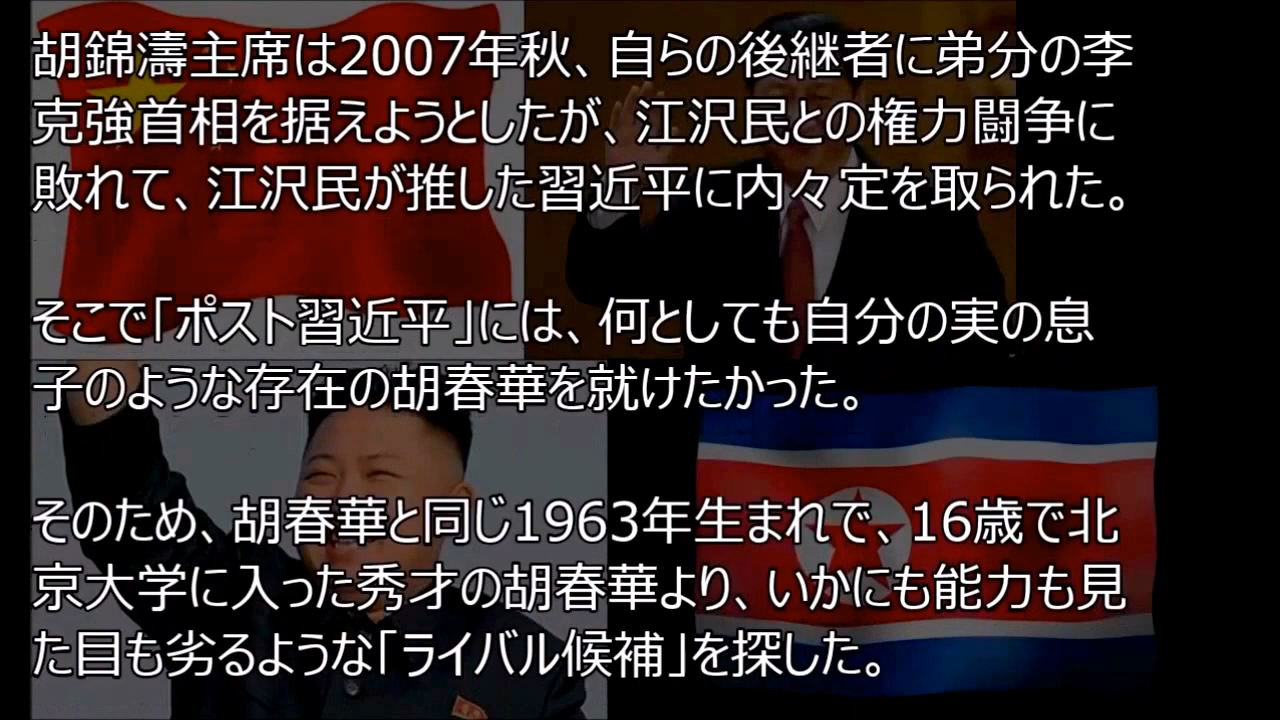 胡錦濤主席は2007年秋、自らの後継者に弟分の李
克強首相を据えようとしたが、江沢民との権力闘争に
敗れて、江沢民が推した習近平に内々定を取られた。
そこで「ポスト習近平」には、何としても自分の実の息
子のような存在の胡春華を就けたかった。
そのため、胡春華と同じ1963年生まれで、16歳で北
京大学に入った秀才の胡春華より、いかにも能力も見
た目も劣るような「ライバル候補」を探した。